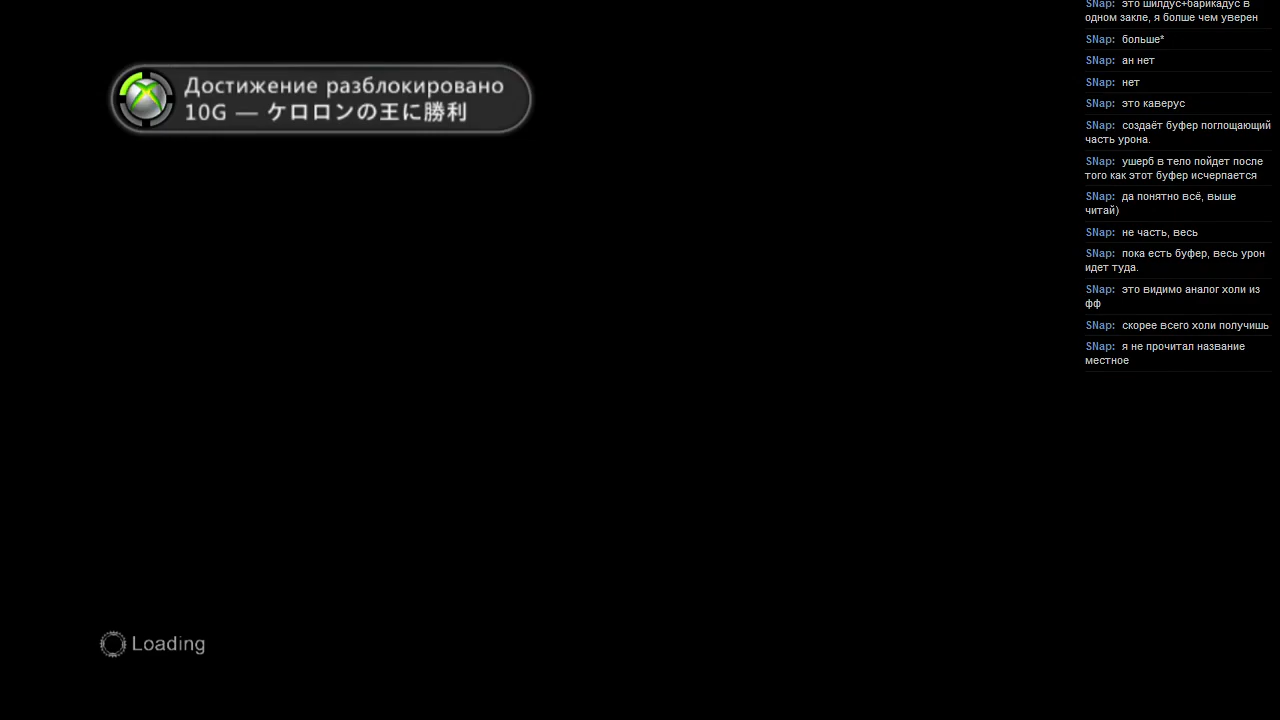 Достижение разблокировано
10G — ケロロンの王に勝利
Loading
SNap: это шилдус+барикадус в
одном закле, я болше чем уверен
SNap: больше*
SNap: ан нет
SNap: нет
SNap: это каверус
SNap: создаёт буфер поглощающий
часть урона.
SNap: ушерб в тело пойдет после
того как этот буфер исчерпается
SNap: да понятно всё, выше
читай)
SNap: не часть, весь
SNap: пока есть буфер, весь урон
идет туда.
SNap: это видимо аналог холи из
фф
SNap: скорее всего холи получишь
SNap: я не прочитал название
местное